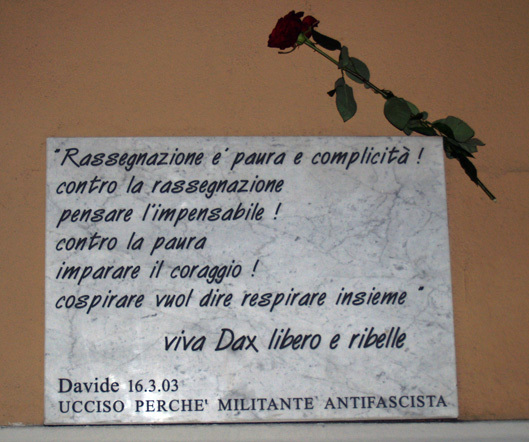 "Rassegnazione e' paura e complicità !
contro la rassegnazione
pensare l'impensabile !
contro la paura
imparare il coraggio !
cospirare vuol dire respirare insieme "
viva Dax libero e ribelle
Davide 16.3.03
UCCISO PERCHE' MILITANTE ANTIFASCISTA